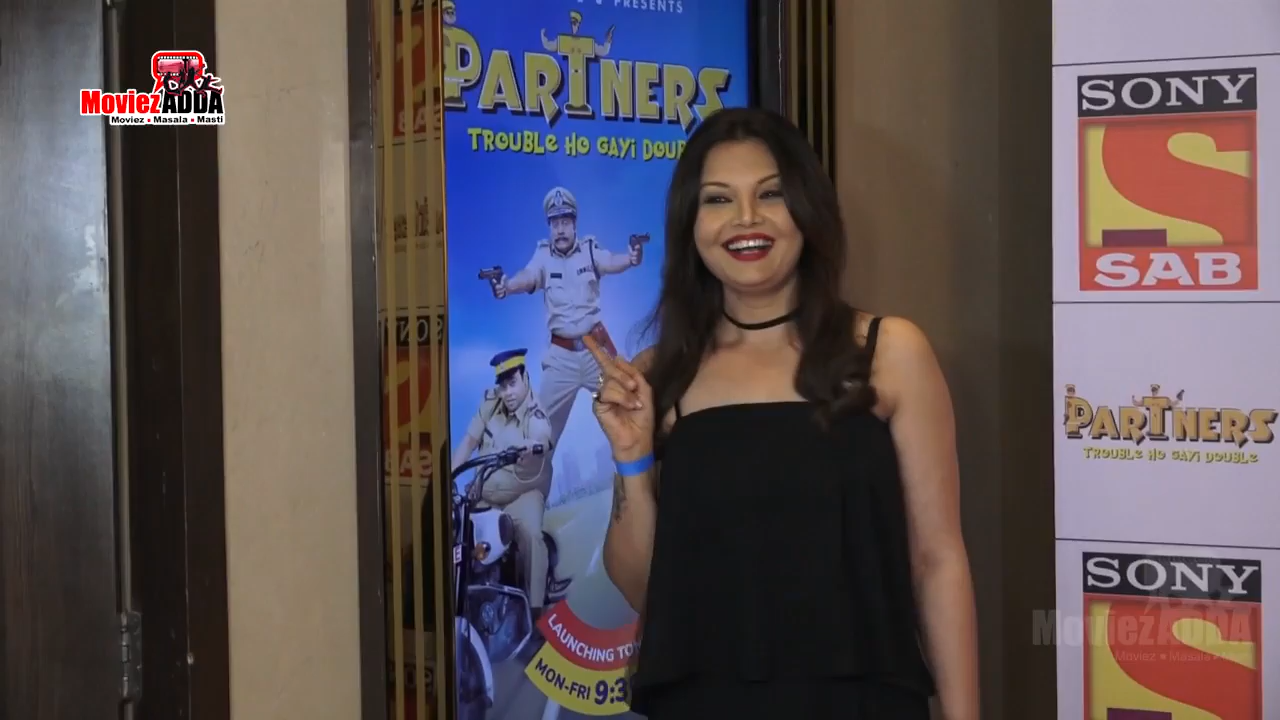 MoviezADDA
Moviez ▪ Masala ▪ Masti
PRESENTS
PARTNERS
TROUBLE HO GAYi DOUB
LAUNCHING TO
MON-FRI 9:3
SONY
SAB
PARTNERS
TROUBLE HO GAYi DOUBLE
SONY
MoviezADDA
Moviez ▪ Masala ▪